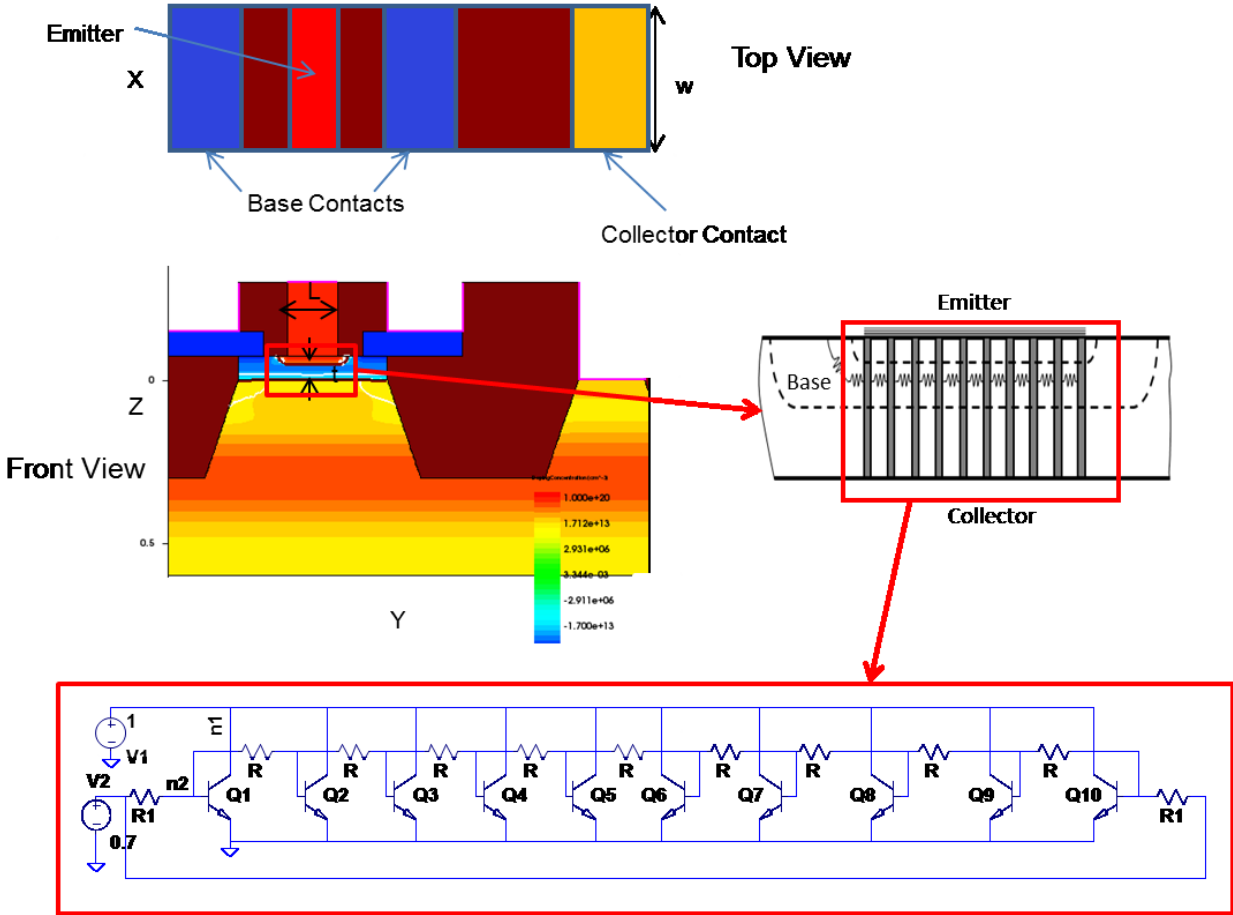 Emitter
X
Top View
w
Base Contacts
Collector Contact
L
t
0
Z
Front View
0.5
Y
1.000e+20
1.712e+13
2.931e+06
3.344e-03
-2.911e+06
-1.700e+13
Emitter
Base
Collector
1
V1
n1
V2
0.7
n2
R1
R R R R R R R R R
Q1 Q2 Q3 Q4 Q5 Q6 Q7 Q8 Q9 Q10
R1